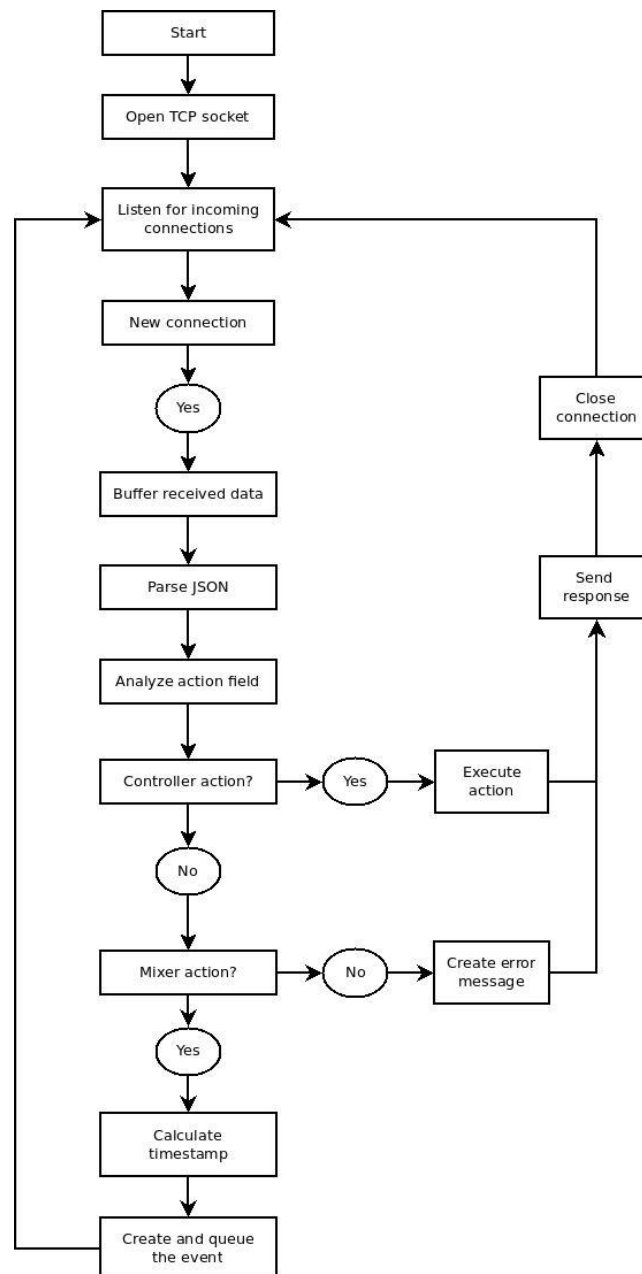 Start
Open TCP socket
Listen for incoming
connections
New connection
Yes
Close
connection
Buffer received data
Parse JSON
Send
response
Analyze action field
Controller action?
Yes
Execute
action
No
Mixer action?
No
Create error
message
Yes
Calculate
timestamp
Create and queue
the event